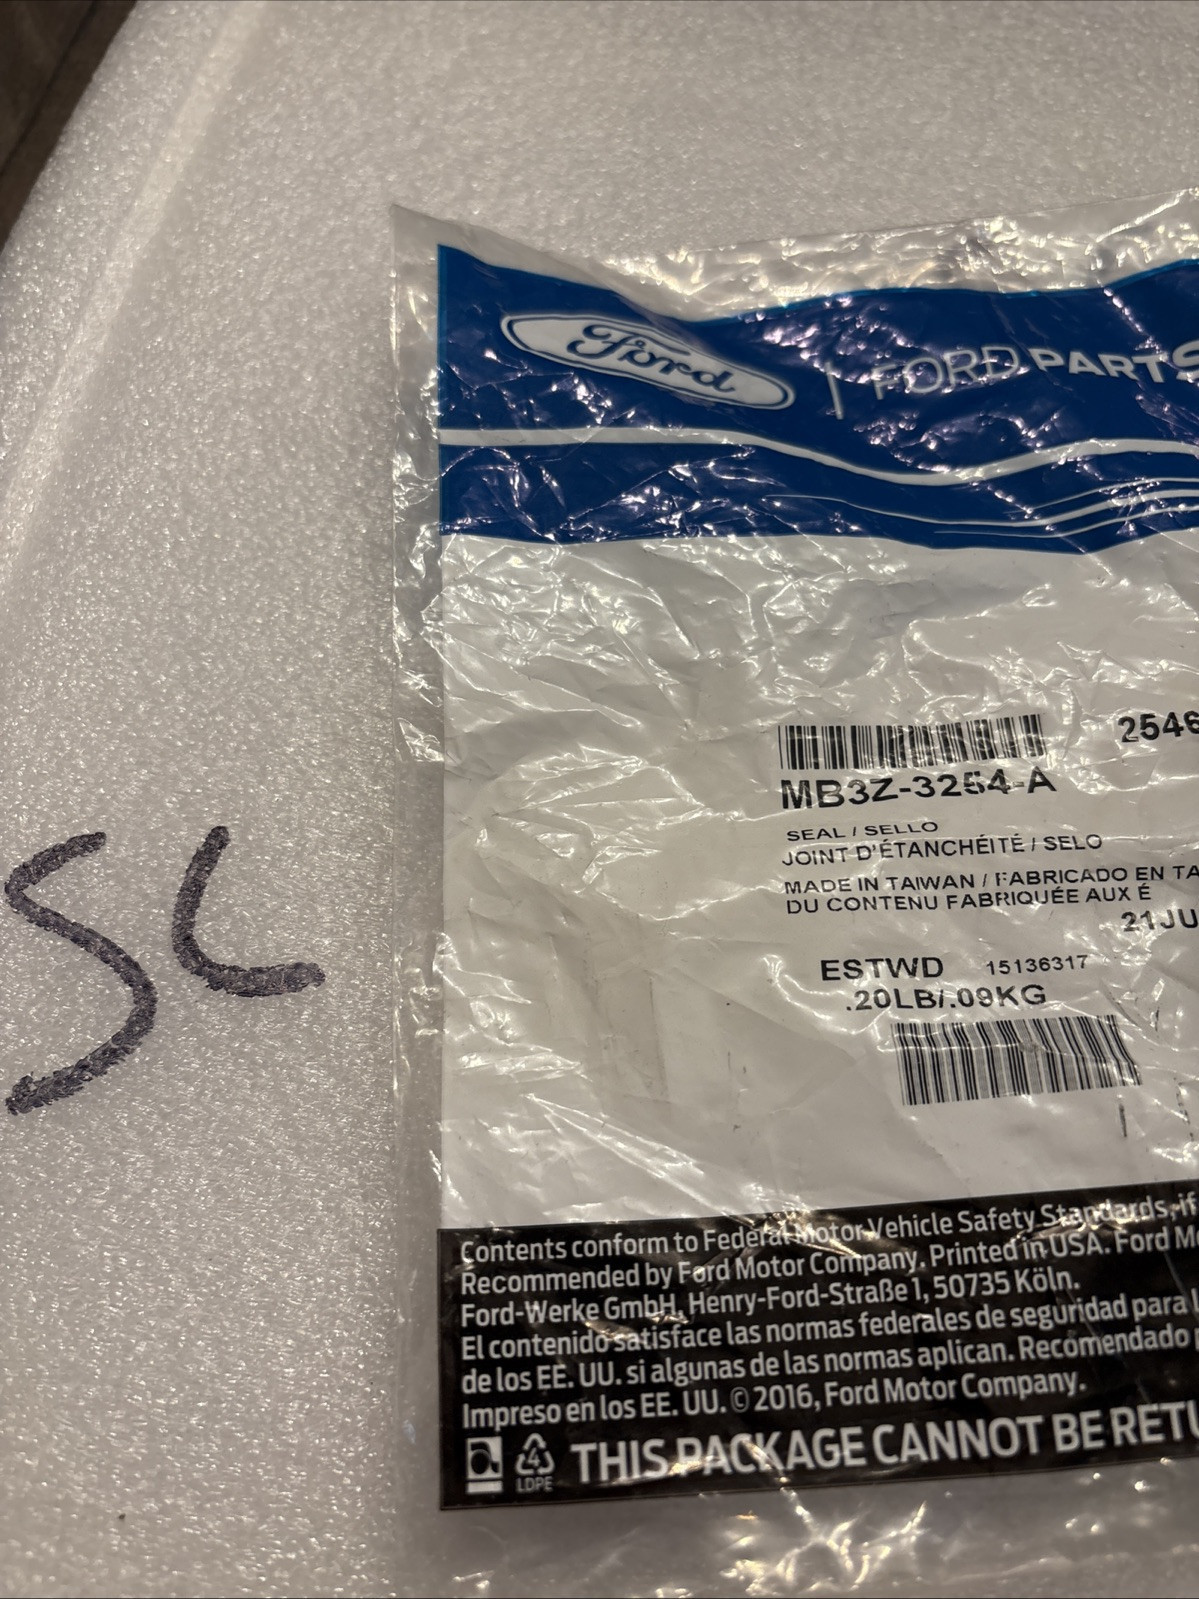 Ford | FORD PARTS
2546
MB3Z-3254-A
SEAL / SELLO
JOINT D'ÉTANCHÉITÉ / SELO
MADE IN TAIWAN / FABRICADO EN TA
DU CONTENU FABRIQUÉE AUX É
21JU
ESTWD 15136317
.20LB/.09KG
SL
Contents conform to Federal Motor Vehicle Safety Standards, if
Recommended by Ford Motor Company. Printed in USA. Ford Mo
Ford-Werke GmbH, Henry-Ford-Straße 1, 50735 Köln.
El contenido satisface las normas federales de seguridad para
de los EE. UU. si algunas de las normas aplican. Recomendado p
Impreso en los EE. UU. © 2016, Ford Motor Company.
4
LDPE
THIS PACKAGE CANNOT BE RETU